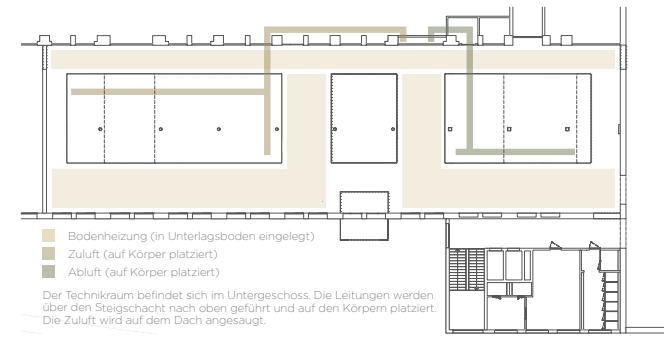 Bodenheizung (in Unterlagsboden eingelegt)
Zuluft (auf Körper platziert)
Abluft (auf Körper platziert)
Der Technikraum befindet sich im Untergeschoss. Die Leitungen werden
über den Steigschacht nach oben geführt und auf den Körpern platziert.
Die Zuluft wird auf dem Dach angesaugt.